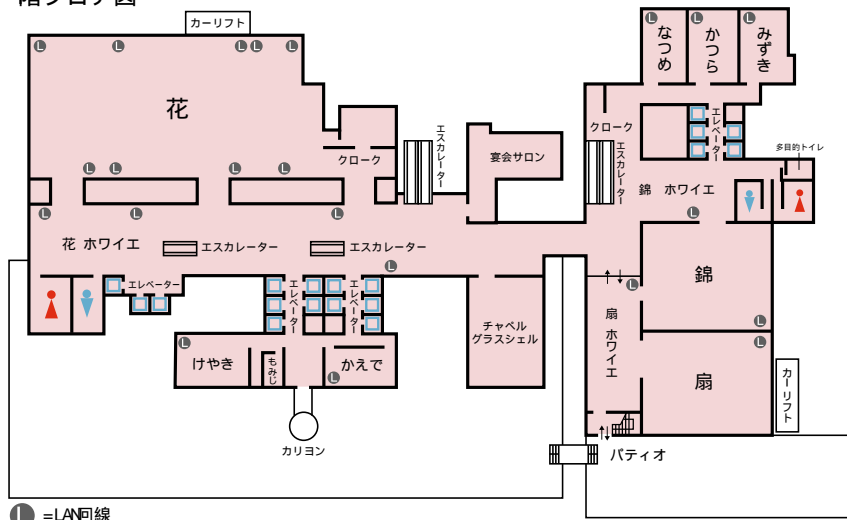 階フロア図
カーリフト
なつめ
かつら
みずき
花
クローク
エスカレーター
宴会サロン
クローク
エスカレーター
エレベーター
多目的トイレ
錦 ホワイエ
花 ホワイエ
エスカレーター
エスカレーター
エレベーター
エレベーター
エレベーター
チャペル
グラスシェル
錦
扇 ホワイエ
けやき
もみじ
かえで
扇
カーリフト
カリヨン
パティオ
L =LAN回線